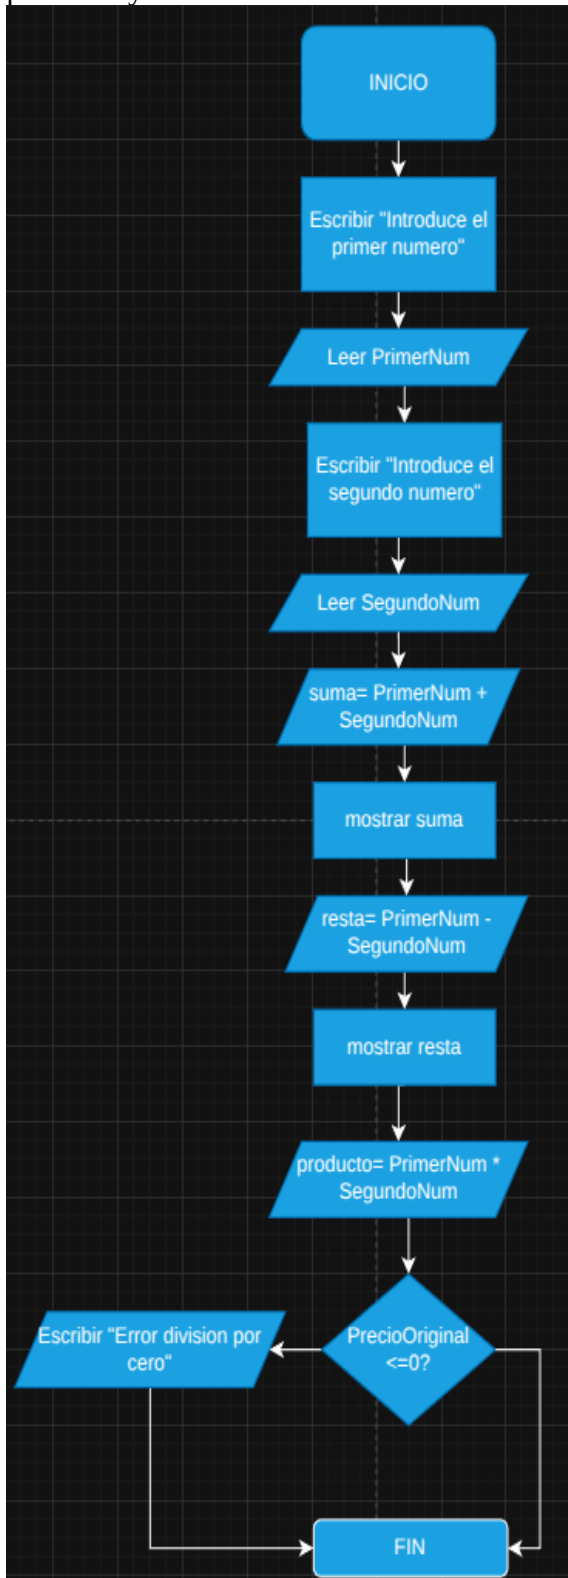 INICIO
Escribir "Introduce el
primer numero"
Leer PrimerNum
Escribir "Introduce el
segundo numero"
Leer SegundoNum
suma= PrimerNum +
SegundoNum
mostrar suma
resta= PrimerNum -
SegundoNum
mostrar resta
producto= PrimerNum *
SegundoNum
PrecioOriginal
<=0?
Escribir "Error division por
cero"
FIN